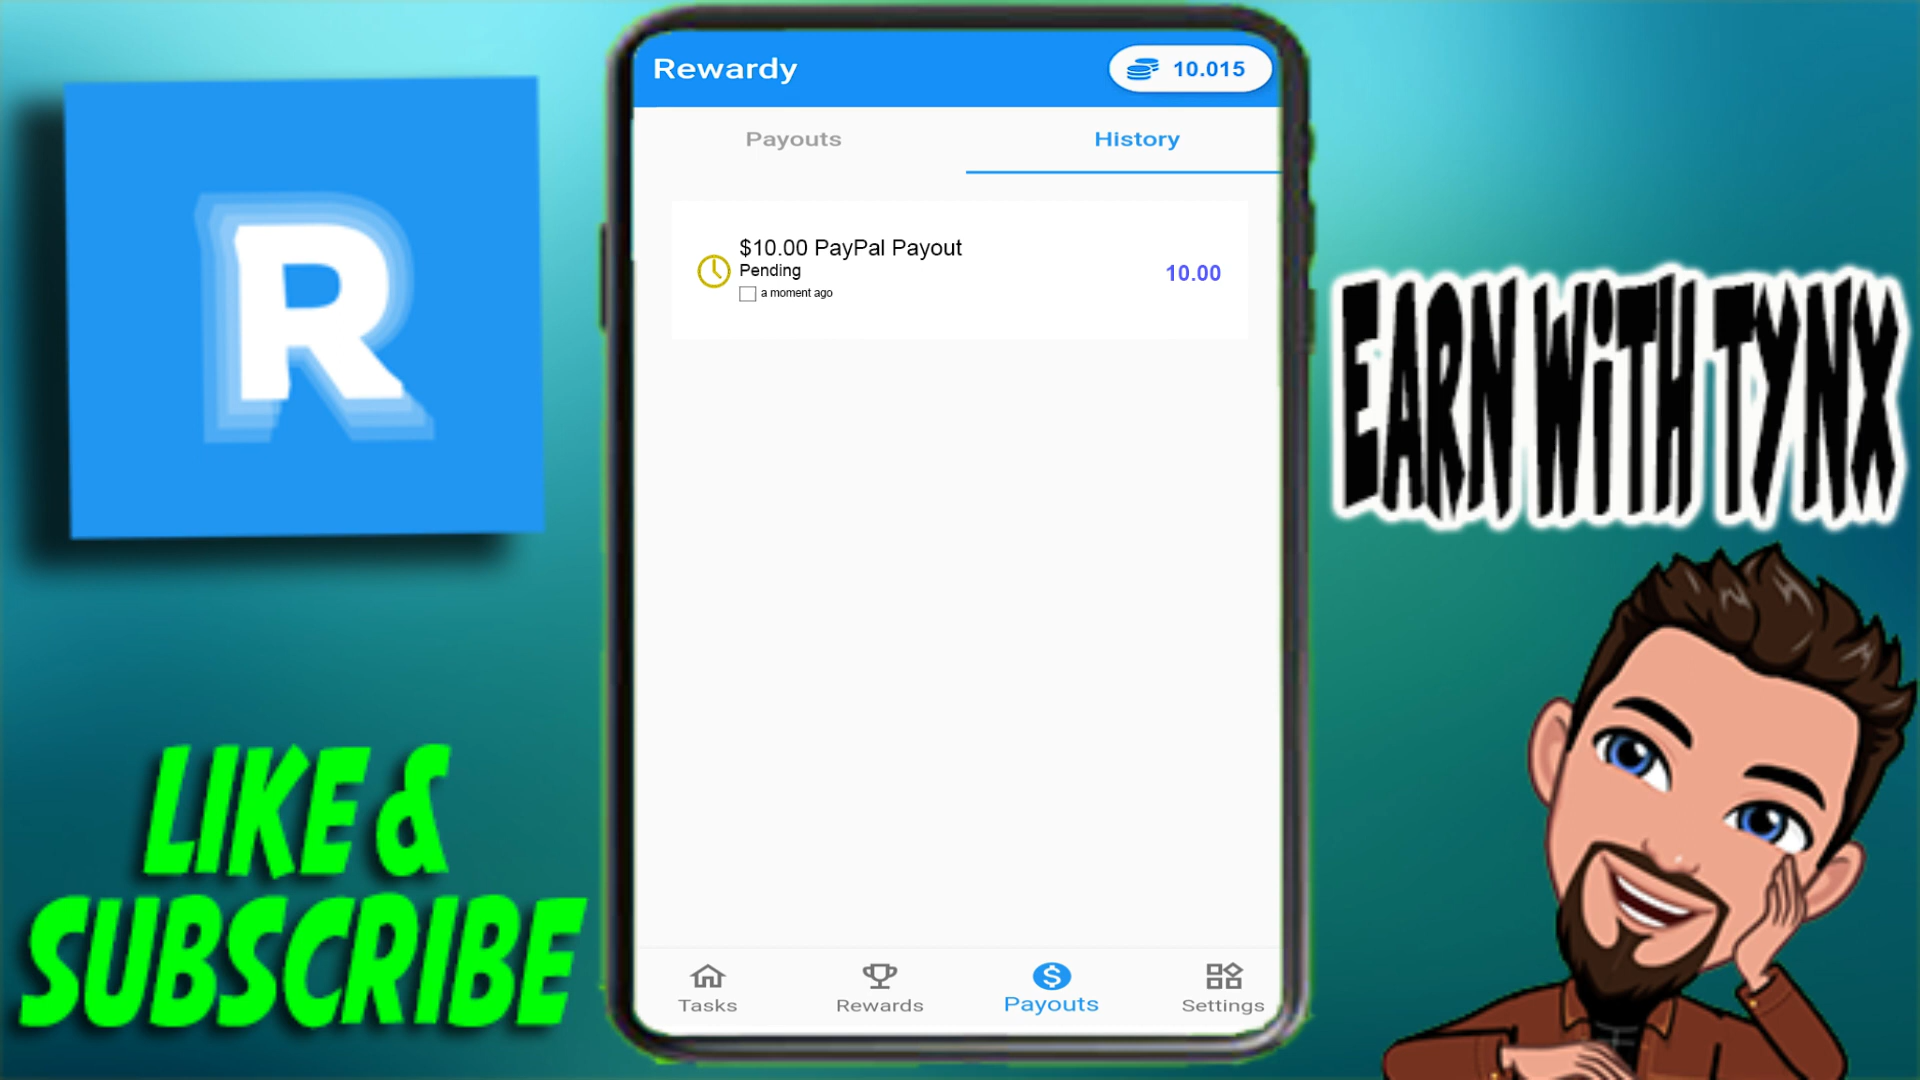 R
Rewardy
10.015
Payouts
History
$10.00 PayPal Payout
Pending
10.00
a moment ago
EARN WiTH TYNX
LIKE &
SUBSCRIBE
Tasks
Rewards
Payouts
Settings